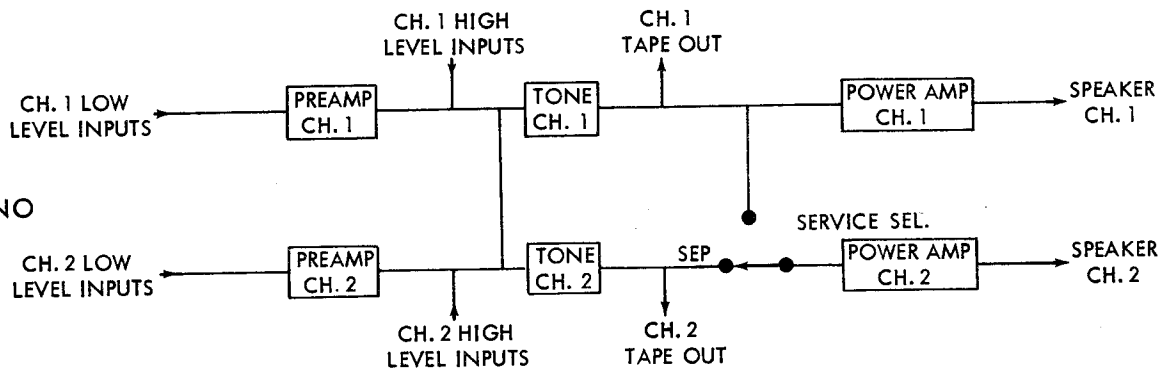 CH. 1 HIGH
LEVEL INPUTS
CH. 1
TAPE OUT
CH. 1 LOW
LEVEL INPUTS
PREAMP
CH. 1
TONE
CH. 1
POWER AMP
CH. 1
SPEAKER
CH. 1
NO
SERVICE SEL.
CH. 2 LOW
LEVEL INPUTS
PREAMP
CH. 2
TONE
CH. 2
SEP
POWER AMP
CH. 2
SPEAKER
CH. 2
CH. 2 HIGH
LEVEL INPUTS
CH. 2
TAPE OUT